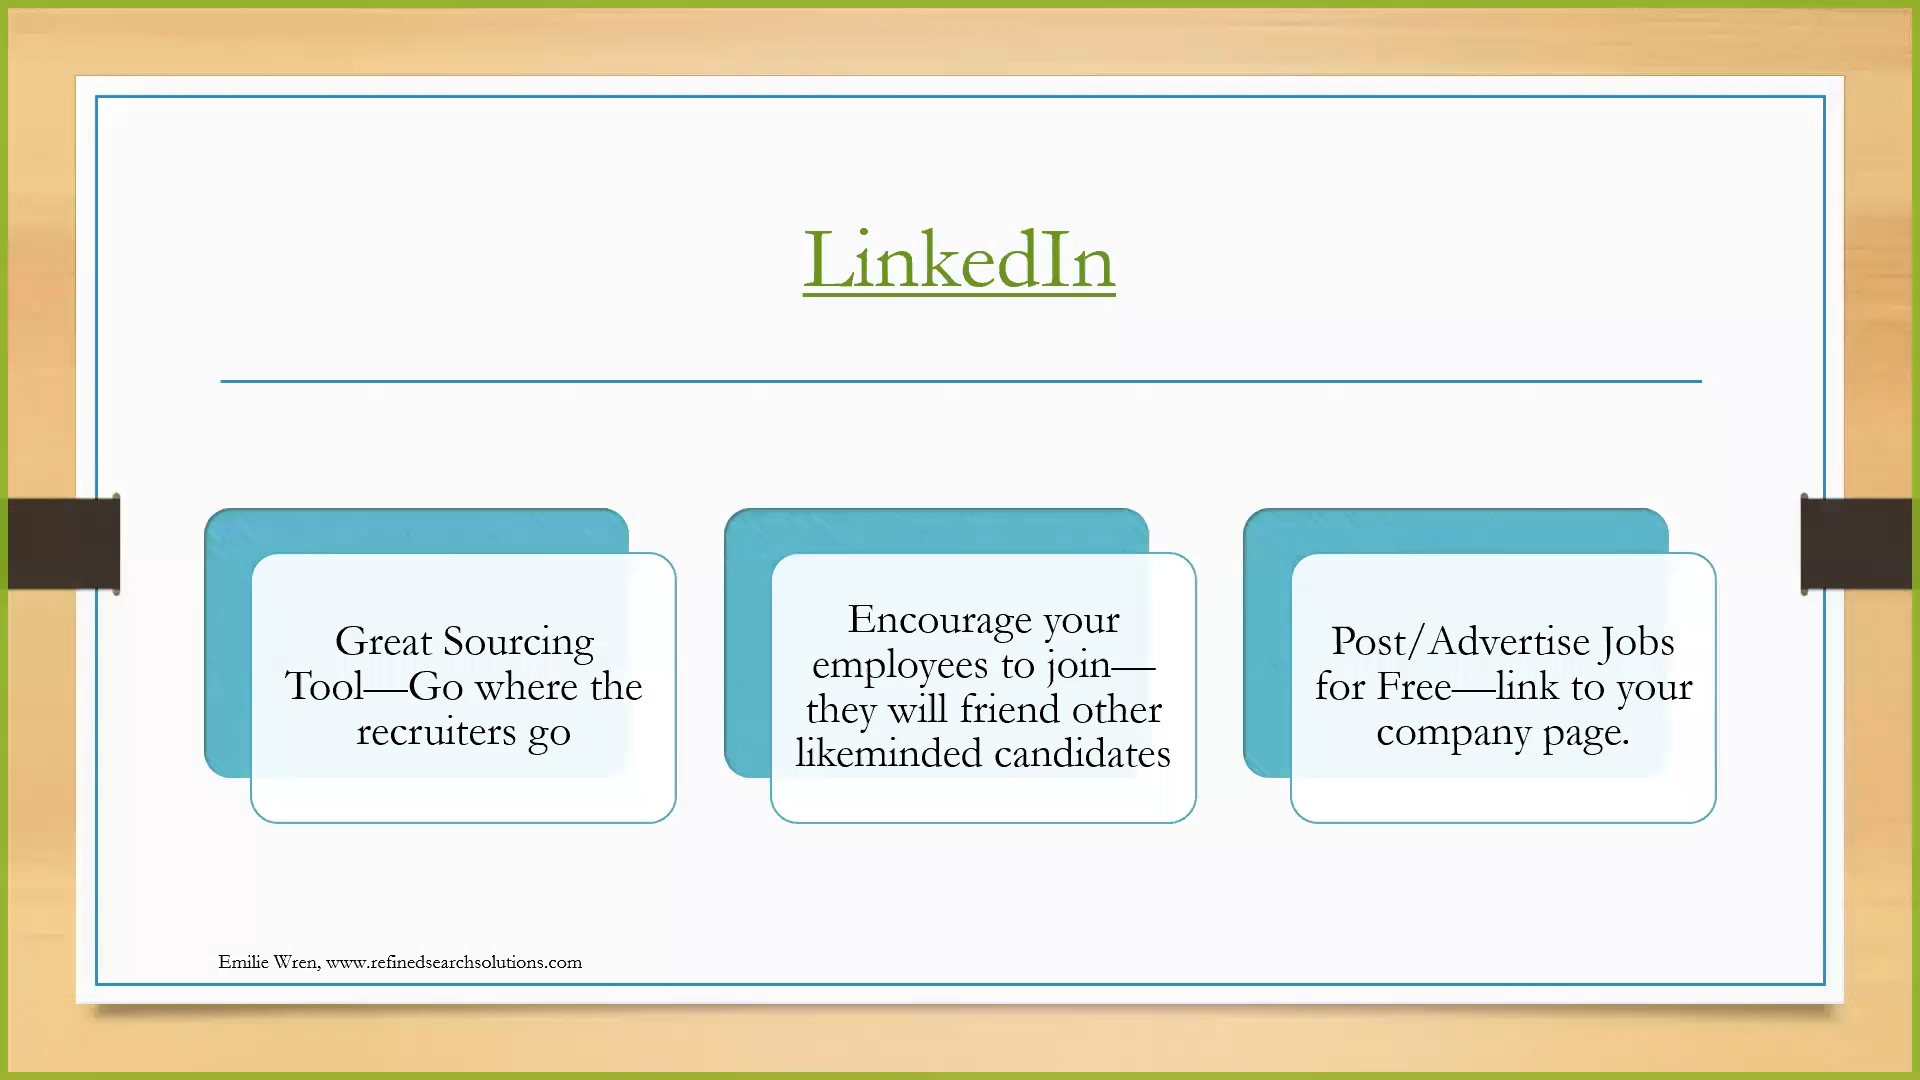 LinkedIn
Great Sourcing
Tool—Go where the
recruiters go
Encourage your
employees to join—
they will friend other
likeminded candidates
Post/Advertise Jobs
for Free—link to your
company page.
Emilie Wren, www.refinedsearchsolutions.com